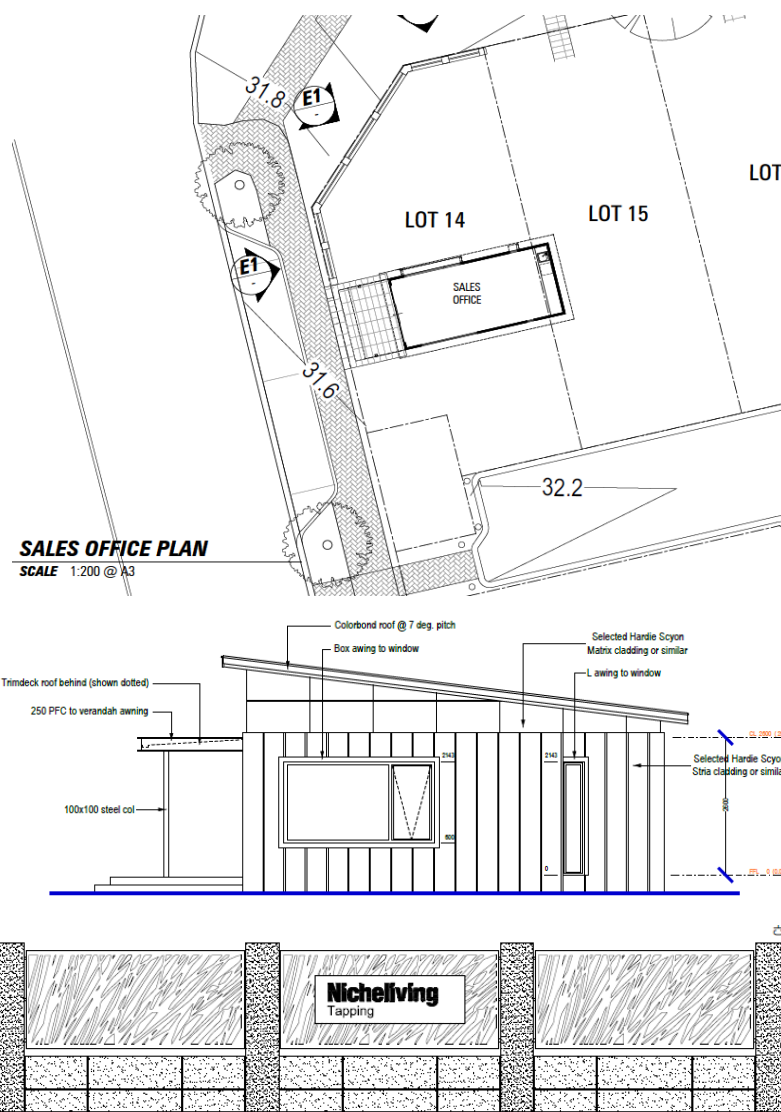 31.8
E1
-
LOT
LOT 14
LOT 15
E1
-
SALES
OFFICE
31.6
32.2
SALES OFFICE PLAN
SCALE 1:200 @ A3
Colorbond roof @ 7 deg. pitch
Box awing to window
Selected Hardie Scyon
Matrix cladding or similar
L awing to window
Trimdeck roof behind (shown dotted)
250 PFC to verandah awning
2143
2143
Selected Hardie Scyo
Stria cladding or simila
100x100 steel col
600
0
Nicheliving
Tapping